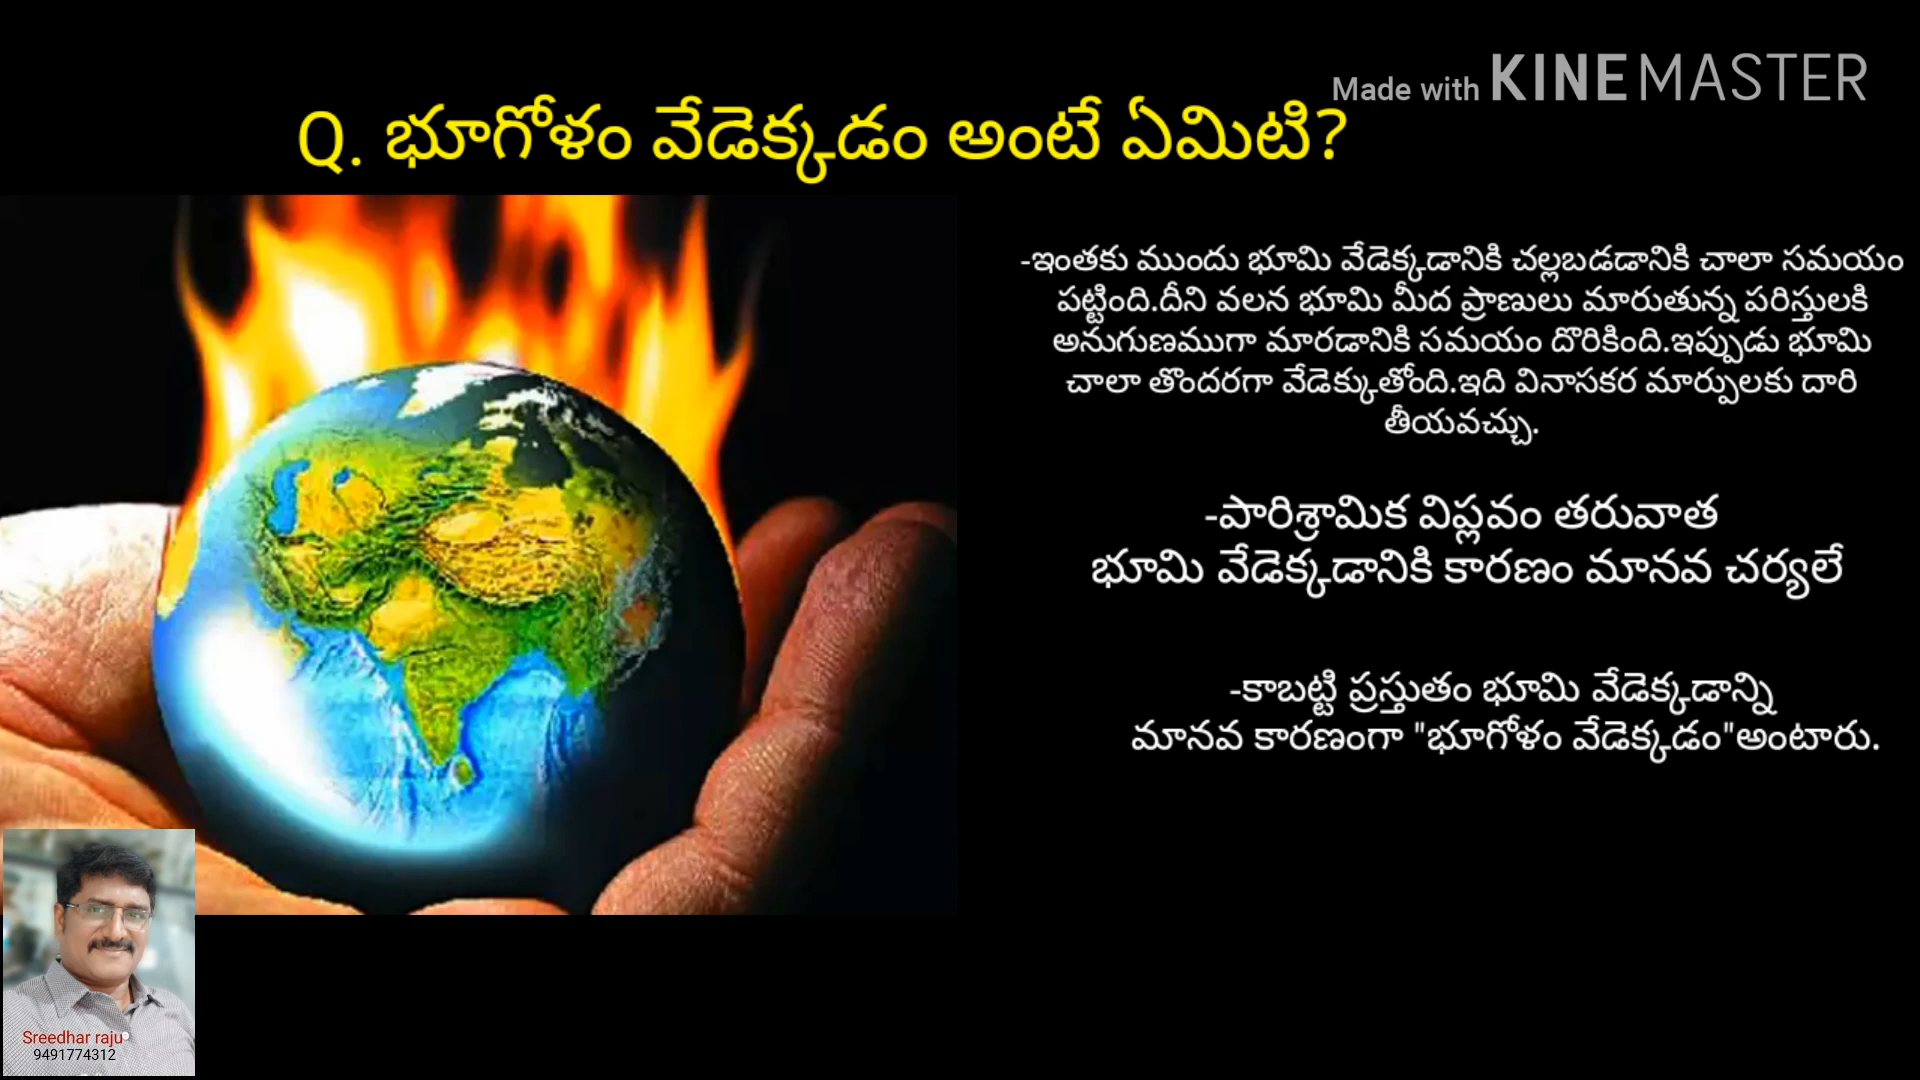 Made with KINEMASTER
Q. భూగోళం వేడెక్కడం అంటే ఏమిటి?
-ఇంతకు ముందు భూమి వేడెక్కడానికి చల్లబడడానికి చాలా సమయం
పట్టింది.దీని వలన భూమి మీద ప్రాణులు మారుతున్న పరిస్తులకి
అనుగుణముగా మారడానికి సమయం దొరికింది.ఇప్పుడు భూమి
చాలా తొందరగా వేడెక్కుతోంది.ఇది వినాసకర మార్పులకు దారి
తీయవచ్చు.
-పారిశ్రామిక విప్లవం తరువాత
భూమి వేడెక్కడానికి కారణం మానవ చర్యలే
-కాబట్టి ప్రస్తుతం భూమి వేడెక్కడాన్ని
మానవ కారణంగా "భూగోళం వేడెక్కడం"అంటారు.
Sreedhar raju
9491774312